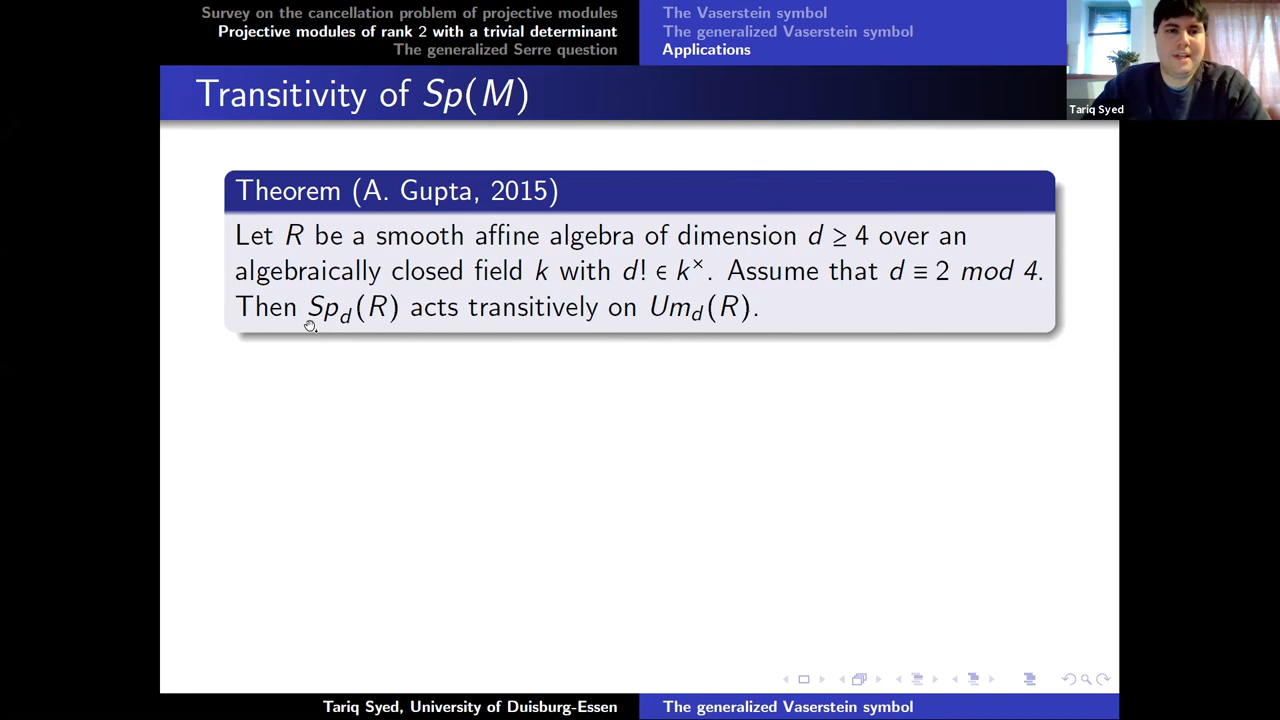 Survey on the cancellation problem of projective modules
Projective modules of rank 2 with a trivial determinant
The generalized Serre question
The Vaserstein symbol
The generalized Vaserstein symbol
Applications
Tariq Syed
Transitivity of Sp(M)
Theorem (A. Gupta, 2015)
Let R be a smooth affine algebra of dimension d ≥ 4 over an
algebraically closed field k with d! ∈ k×. Assume that d ≡ 2 mod 4.
Then Sp_d(R) acts transitively on Um_d(R).
Tariq Syed, University of Duisburg-Essen
The generalized Vaserstein symbol